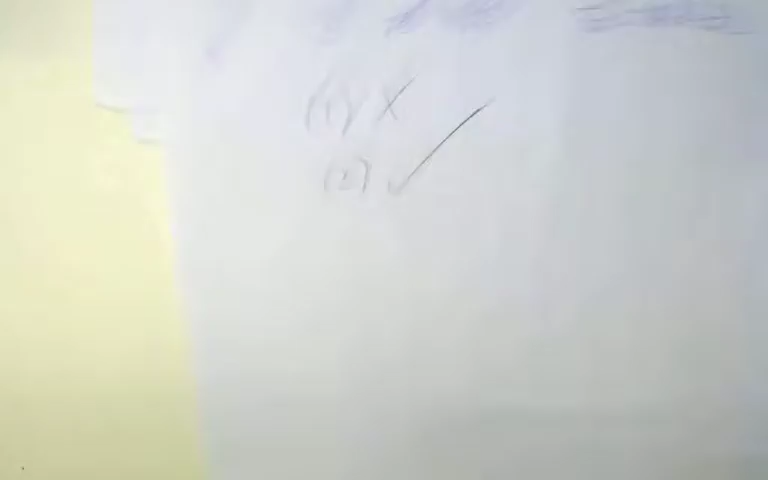 (1) ✗
(2) ✓